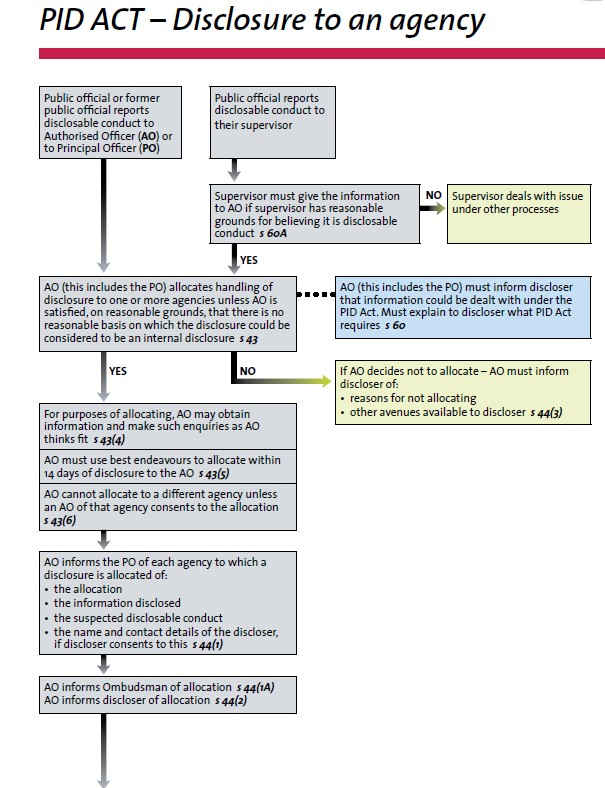 PID ACT – Disclosure to an agency
Public official or former
public official reports
disclosable conduct to
Authorised Officer (AO) or
to Principal Officer (PO)
Public official reports
disclosable conduct to
their supervisor
Supervisor must give the information
to AO if supervisor has reasonable
grounds for believing it is disclosable
conduct s 60A
NO
Supervisor deals with issue
under other processes
YES
AO (this includes the PO) allocates handling of
disclosure to one or more agencies unless AO is
satisfied, on reasonable grounds, that there is no
reasonable basis on which the disclosure could be
considered to be an internal disclosure s 43
AO (this includes the PO) must inform discloser
that information could be dealt with under the
PID Act. Must explain to discloser what PID Act
requires s 60
YES
NO
If AO decides not to allocate – AO must inform
discloser of:
• reasons for not allocating
• other avenues available to discloser s 44(3)
For purposes of allocating, AO may obtain
information and make such enquiries as AO
thinks fit s 43(4)
AO must use best endeavours to allocate within
14 days of disclosure to the AO s 43(5)
AO cannot allocate to a different agency unless
an AO of that agency consents to the allocation
s 43(6)
AO informs the PO of each agency to which a
disclosure is allocated of:
• the allocation
• the information disclosed
• the suspected disclosable conduct
• the name and contact details of the discloser,
if discloser consents to this s 44(1)
AO informs Ombudsman of allocation s 44(1A)
AO informs discloser of allocation s 44(2)